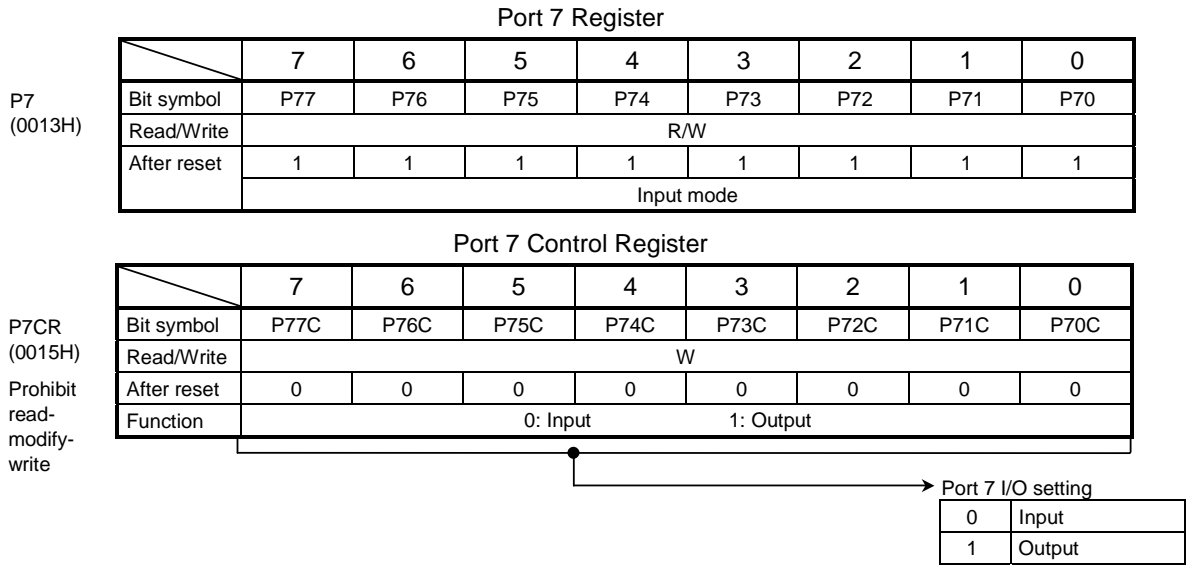 Port 7 Register
7 6 5 4 3 2 1 0
P7
(0013H)
Bit symbol P77 P76 P75 P74 P73 P72 P71 P70
Read/Write R/W
After reset 1 1 1 1 1 1 1 1
Input mode
Port 7 Control Register
7 6 5 4 3 2 1 0
P7CR
(0015H)
Prohibit
read-
modify-
write
Bit symbol P77C P76C P75C P74C P73C P72C P71C P70C
Read/Write W
After reset 0 0 0 0 0 0 0 0
Function 0: Input 1: Output
Port 7 I/O setting
0 Input
1 Output